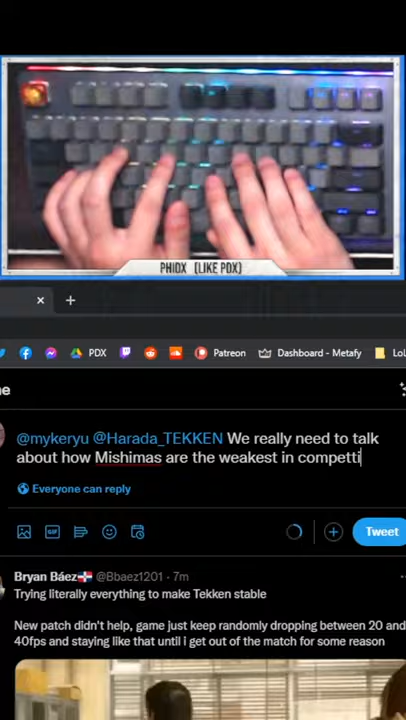 PHIDX (LIKE PDX)
PDX
Patreon
Dashboard - Metafy
LoL
ne
@mykeryu @Harada_TEKKEN We really need to talk
about how Mishimas are the weakest in competti
Everyone can reply
GIF
Tweet
Bryan Báez🇩🇴 @Bbaez1201 · 7m
Trying literally everything to make Tekken stable
New patch didn't help, game just keep randomly dropping between 20 and
40fps and staying like that until i get out of the match for some reason